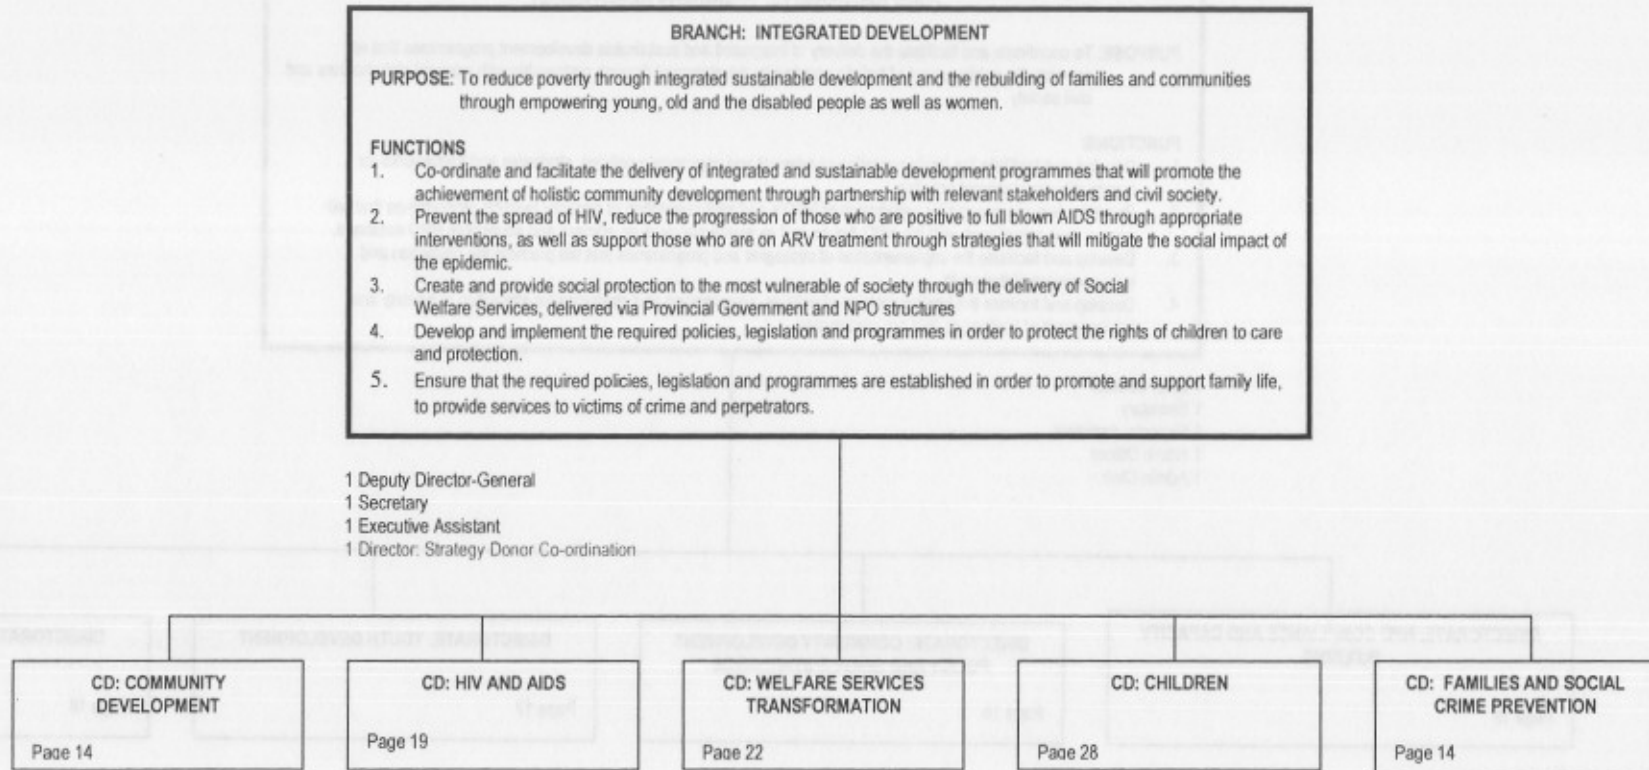 BRANCH: INTEGRATED DEVELOPMENT
PURPOSE: To reduce poverty through integrated sustainable development and the rebuilding of families and communities
through empowering young, old and the disabled people as well as women.
FUNCTIONS
1. Co-ordinate and facilitate the delivery of integrated and sustainable development programmes that will promote the
achievement of holistic community development through partnership with relevant stakeholders and civil society.
2. Prevent the spread of HIV, reduce the progression of those who are positive to full blown AIDS through appropriate
interventions, as well as support those who are on ARV treatment through strategies that will mitigate the social impact of
the epidemic.
3. Create and provide social protection to the most vulnerable of society through the delivery of Social
Welfare Services, delivered via Provincial Government and NPO structures
4. Develop and implement the required policies, legislation and programmes in order to protect the rights of children to care
and protection.
5. Ensure that the required policies, legislation and programmes are established in order to promote and support family life,
to provide services to victims of crime and perpetrators.
1 Deputy Director-General
1 Secretary
1 Executive Assistant
1 Director: Strategy Donor Co-ordination
CD: COMMUNITY
DEVELOPMENT
Page 14
CD: HIV AND AIDS
Page 19
CD: WELFARE SERVICES
TRANSFORMATION
Page 22
CD: CHILDREN
Page 28
CD: FAMILIES AND SOCIAL
CRIME PREVENTION
Page 14